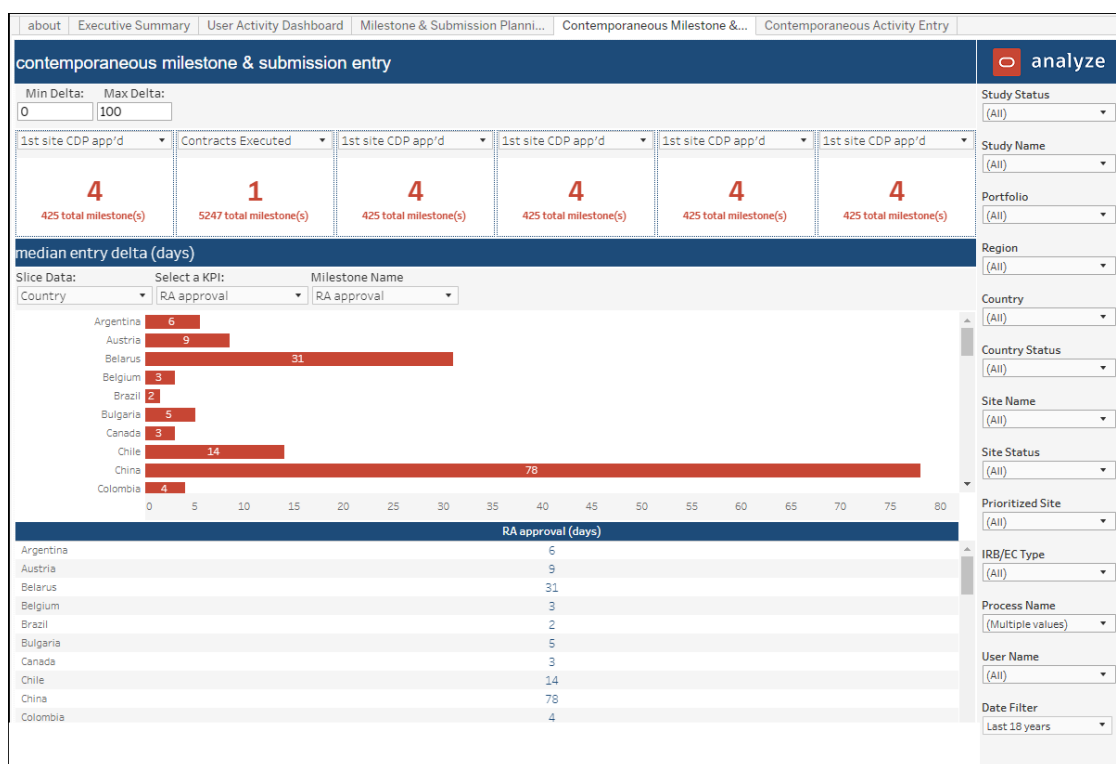 about Executive Summary User Activity Dashboard Milestone & Submission Planni... Contemporaneous Milestone &... Contemporaneous Activity Entry
contemporaneous milestone & submission entry
analyze
Min Delta: Max Delta:
0 100
1st site CDP app'd Contracts Executed 1st site CDP app'd 1st site CDP app'd 1st site CDP app'd 1st site CDP app'd
4 1 4 4 4 4
425 total milestone(s) 5247 total milestone(s) 425 total milestone(s) 425 total milestone(s) 425 total milestone(s) 425 total milestone(s)
median entry delta (days)
Slice Data: Select a KPI: Milestone Name
Country RA approval RA approval
Argentina 6
Austria 9
Belarus 31
Belgium 3
Brazil 2
Bulgaria 5
Canada 3
Chile 14
China 78
Colombia 4
0 5 10 15 20 25 30 35 40 45 50 55 60 65 70 75 80
RA approval (days)
Argentina 6
Austria 9
Belarus 31
Belgium 3
Brazil 2
Bulgaria 5
Canada 3
Chile 14
China 78
Colombia 4
Study Status
(All)
Study Name
(All)
Portfolio
(All)
Region
(All)
Country
(All)
Country Status
(All)
Site Name
(All)
Site Status
(All)
Prioritized Site
(All)
IRB/EC Type
(All)
Process Name
(Multiple values)
User Name
(All)
Date Filter
Last 18 years